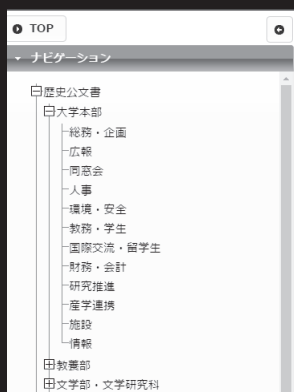 TOP
ナビゲーション
歴史公文書
大学本部
総務・企画
広報
同窓会
人事
環境・安全
教務・学生
国際交流・留学生
財務・会計
研究推進
産学連携
施設
情報
教養部
文学部・文学研究科